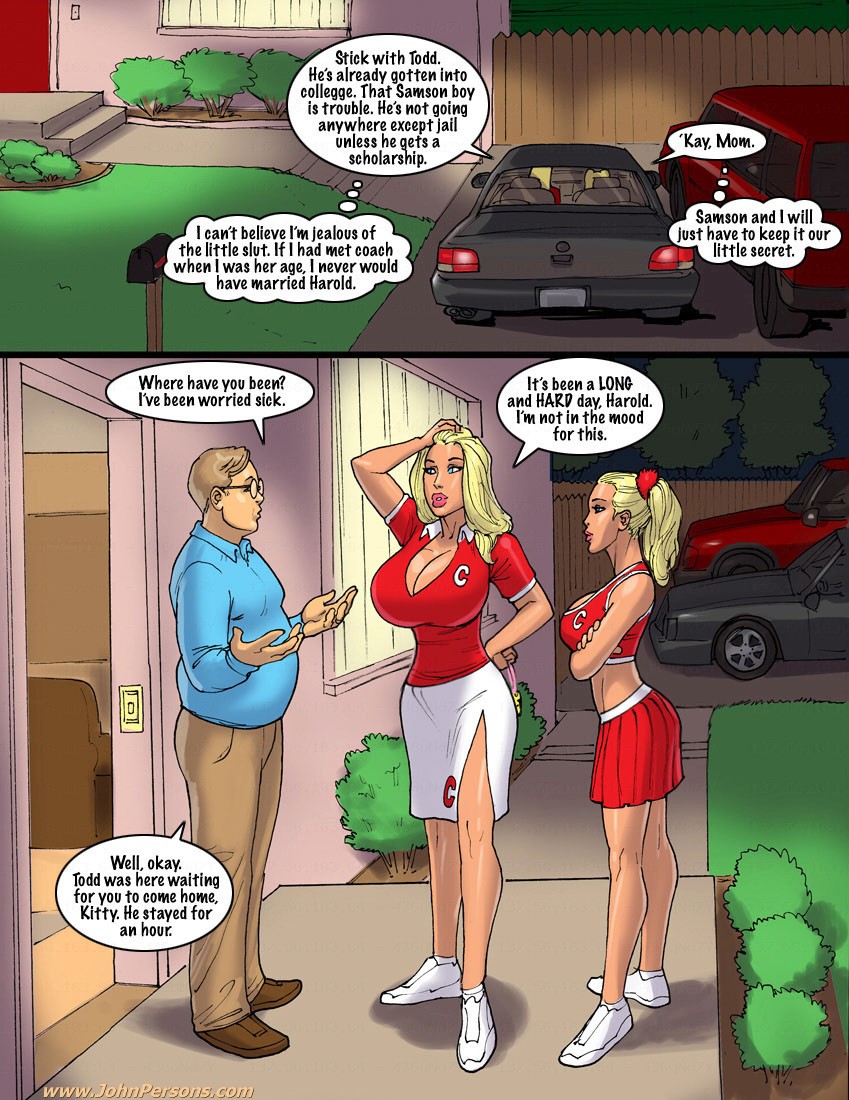 Stick with Todd.
He's already gotten into
collegge. That Samson boy
is trouble. He's not going
anywhere except jail
unless he gets a
scholarship.
'Kay, Mom.
I can't believe I'm jealous of
the little slut. If I had met coach
when I was her age, I never would
have married Harold.
Samson and I will
just have to keep it our
little secret.
Where have you been?
I've been worried sick.
It's been a LONG
and HARD day, Harold.
I'm not in the mood
for this.
C
C
C
Well, okay.
Todd was here waiting
for you to come home,
Kitty. He stayed for
an hour.
www.JohnPersons.com